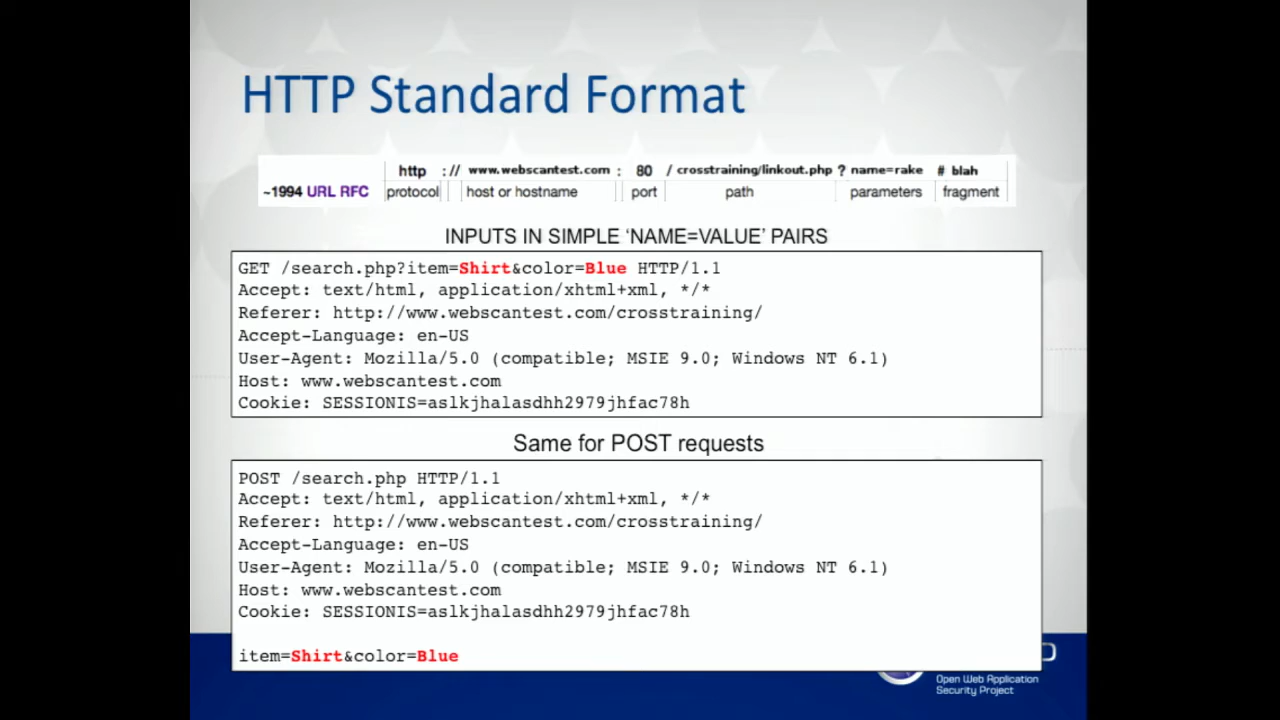 HTTP Standard Format
http :// www.webscantest.com : 80 / crosstraining/linkout.php ? name=rake # blah
~1994 URL RFC protocol host or hostname port path parameters fragment
INPUTS IN SIMPLE ‘NAME=VALUE’ PAIRS
GET /search.php?item=Shirt&color=Blue HTTP/1.1
Accept: text/html, application/xhtml+xml, */*
Referer: http://www.webscantest.com/crosstraining/
Accept-Language: en-US
User-Agent: Mozilla/5.0 (compatible; MSIE 9.0; Windows NT 6.1)
Host: www.webscantest.com
Cookie: SESSIONIS=aslkjhalasdhh2979jhfac78h
Same for POST requests
POST /search.php HTTP/1.1
Accept: text/html, application/xhtml+xml, */*
Referer: http://www.webscantest.com/crosstraining/
Accept-Language: en-US
User-Agent: Mozilla/5.0 (compatible; MSIE 9.0; Windows NT 6.1)
Host: www.webscantest.com
Cookie: SESSIONIS=aslkjhalasdhh2979jhfac78h
item=Shirt&color=Blue
Open Web Application
Security Project